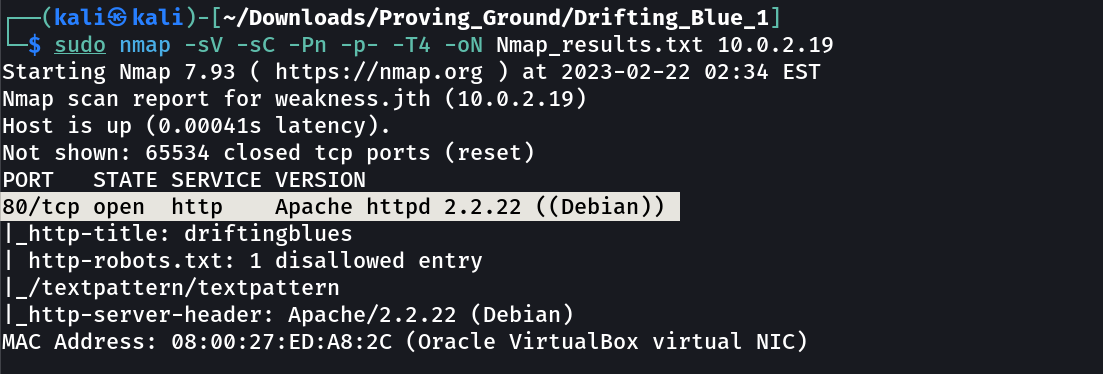 ┌──(kali㉿kali)-[~/Downloads/Proving_Ground/Drifting_Blue_1]
└─$ sudo nmap -sV -sC -Pn -p- -T4 -oN Nmap_results.txt 10.0.2.19
Starting Nmap 7.93 ( https://nmap.org ) at 2023-02-22 02:34 EST
Nmap scan report for weakness.jth (10.0.2.19)
Host is up (0.00041s latency).
Not shown: 65534 closed tcp ports (reset)
PORT   STATE SERVICE VERSION
80/tcp open  http    Apache httpd 2.2.22 ((Debian))
|_http-title: driftingblues
| http-robots.txt: 1 disallowed entry
|_/textpattern/textpattern
|_http-server-header: Apache/2.2.22 (Debian)
MAC Address: 08:00:27:ED:A8:2C (Oracle VirtualBox virtual NIC)